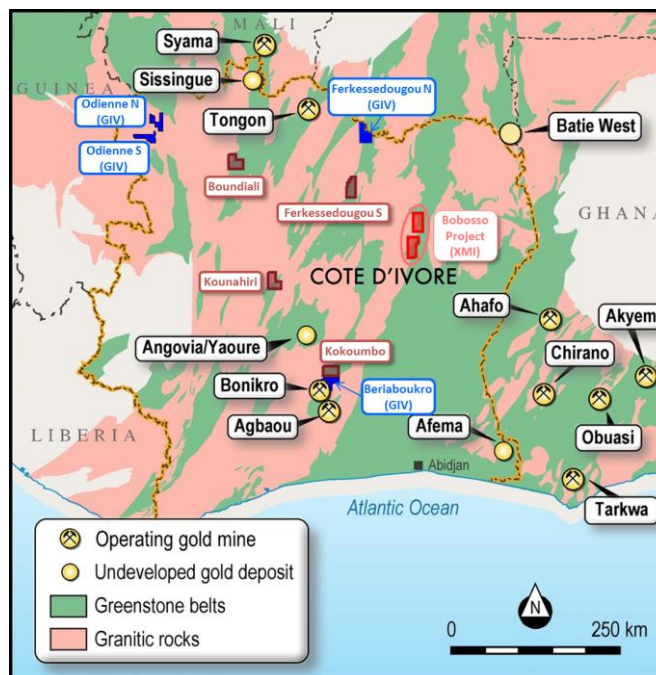 MALI
Syama
Sissingue
GUINEA
Odienne N
(GIV)
Ferkessedougou N
(GIV)
Tongon
Odienne S
(GIV)
Batie West
Boundiali
Ferkessedougou S
Bobosso
Project
(XMI)
GHANA
COTE D'IVORE
Kounahiri
Ahafo
Akyem
Angovia/Yaoure
Kokoumbo
Chirano
Bonikro
Beriaboukro
(GIV)
Agbaou
Afema
Obuasi
LIBERIA
Abidjan
Tarkwa
Atlantic Ocean
Operating gold mine
Undeveloped gold deposit
Greenstone belts
Granitic rocks
N
0
250 km